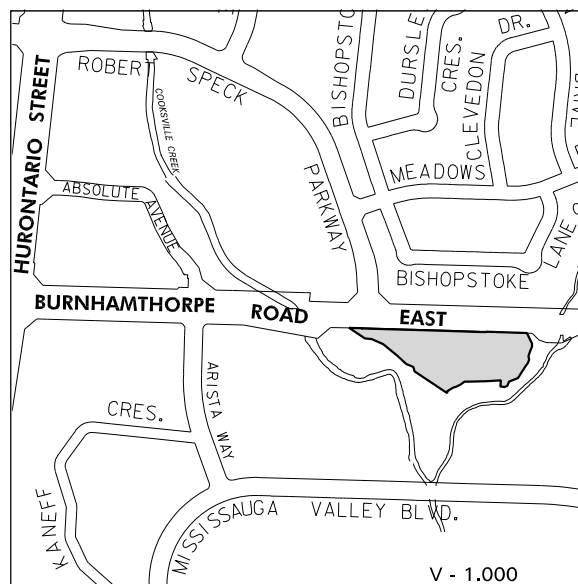 HURONTARIO STREET
ROBERT SPECK PARKWAY
COOKSVILLE CREEK
BISHOPSTO
DURSLE
CRES.
CLEVEDON
DR.
MEADOWS
ABSOLUTE AVENUE
LANE
BISHOPSTOKE
BURNHAMTHORPE ROAD EAST
ARISTA WAY
CRES.
KANEFF
MISSISSAUGA VALLEY BLVD.
V - 1.000